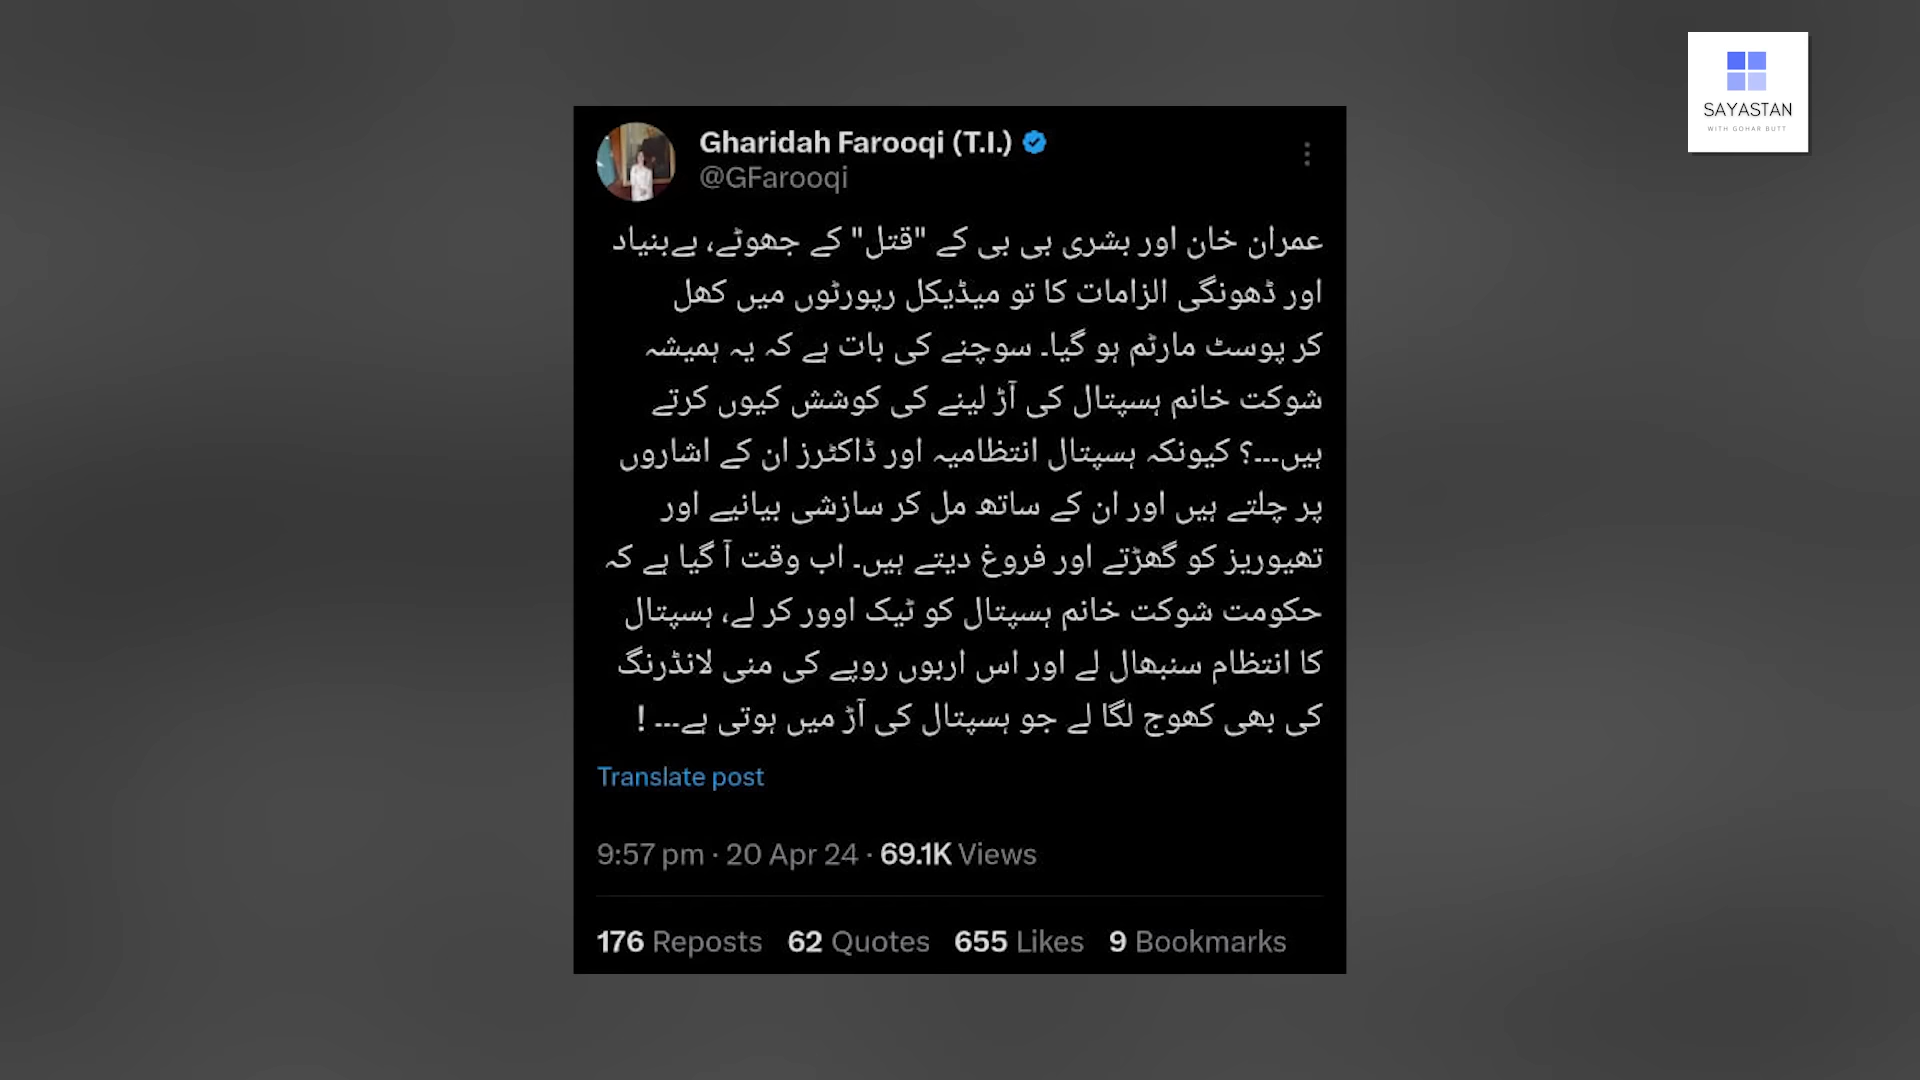 SAYASTAN
WITH GOHAR BUTT
Gharidah Farooqi (T.I.)
@GFarooqi
عمران خان اور بشری بی بی کے "قتل" کے جھوٹے، بےبنیاد
اور ڈھونگی الزامات کا تو میڈیکل رپورٹوں میں کھل
کر پوسٹ مارٹم ہو گیا۔ سوچنے کی بات ہے کہ یہ ہمیشہ
شوکت خانم ہسپتال کی آڑ لینے کی کوشش کیوں کرتے
ہیں۔۔۔؟ کیونکہ ہسپتال انتظامیہ اور ڈاکٹرز ان کے اشاروں
پر چلتے ہیں اور ان کے ساتھ مل کر سازشی بیانیے اور
تھیوریز کو گھڑتے اور فروغ دیتے ہیں۔ اب وقت آ گیا ہے کہ
حکومت شوکت خانم ہسپتال کو ٹیک اوور کر لے، ہسپتال
کا انتظام سنبھال لے اور اس اربوں روپے کی منی لانڈرنگ
کی بھی کھوج لگا لے جو ہسپتال کی آڑ میں ہوتی ہے۔۔۔ !
Translate post
9:57 pm · 20 Apr 24 · 69.1K Views
176 Reposts 62 Quotes 655 Likes 9 Bookmarks